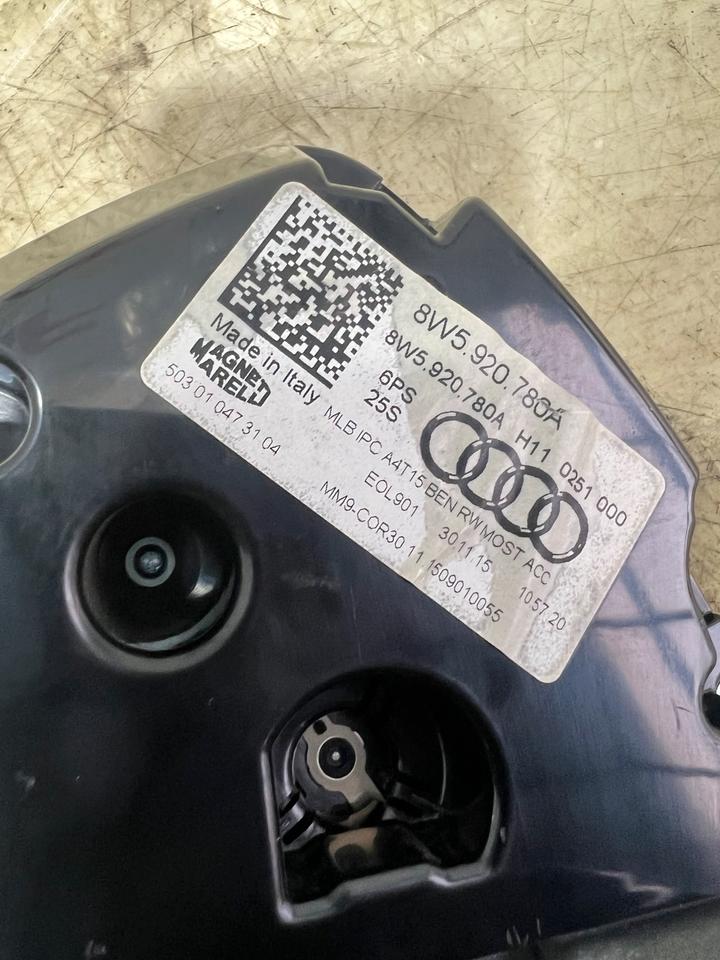 8W5.920.780A
8W5.920.780A H11 0251 000
6PS
25S
Made in Italy
MAGNETI
MARELLI
503.01.047 31 04
MLB IPC A4T15 BEN RW MOST ACC
EOL901 30.11.15 10 57.20
MM9-COR30.11.1509010055